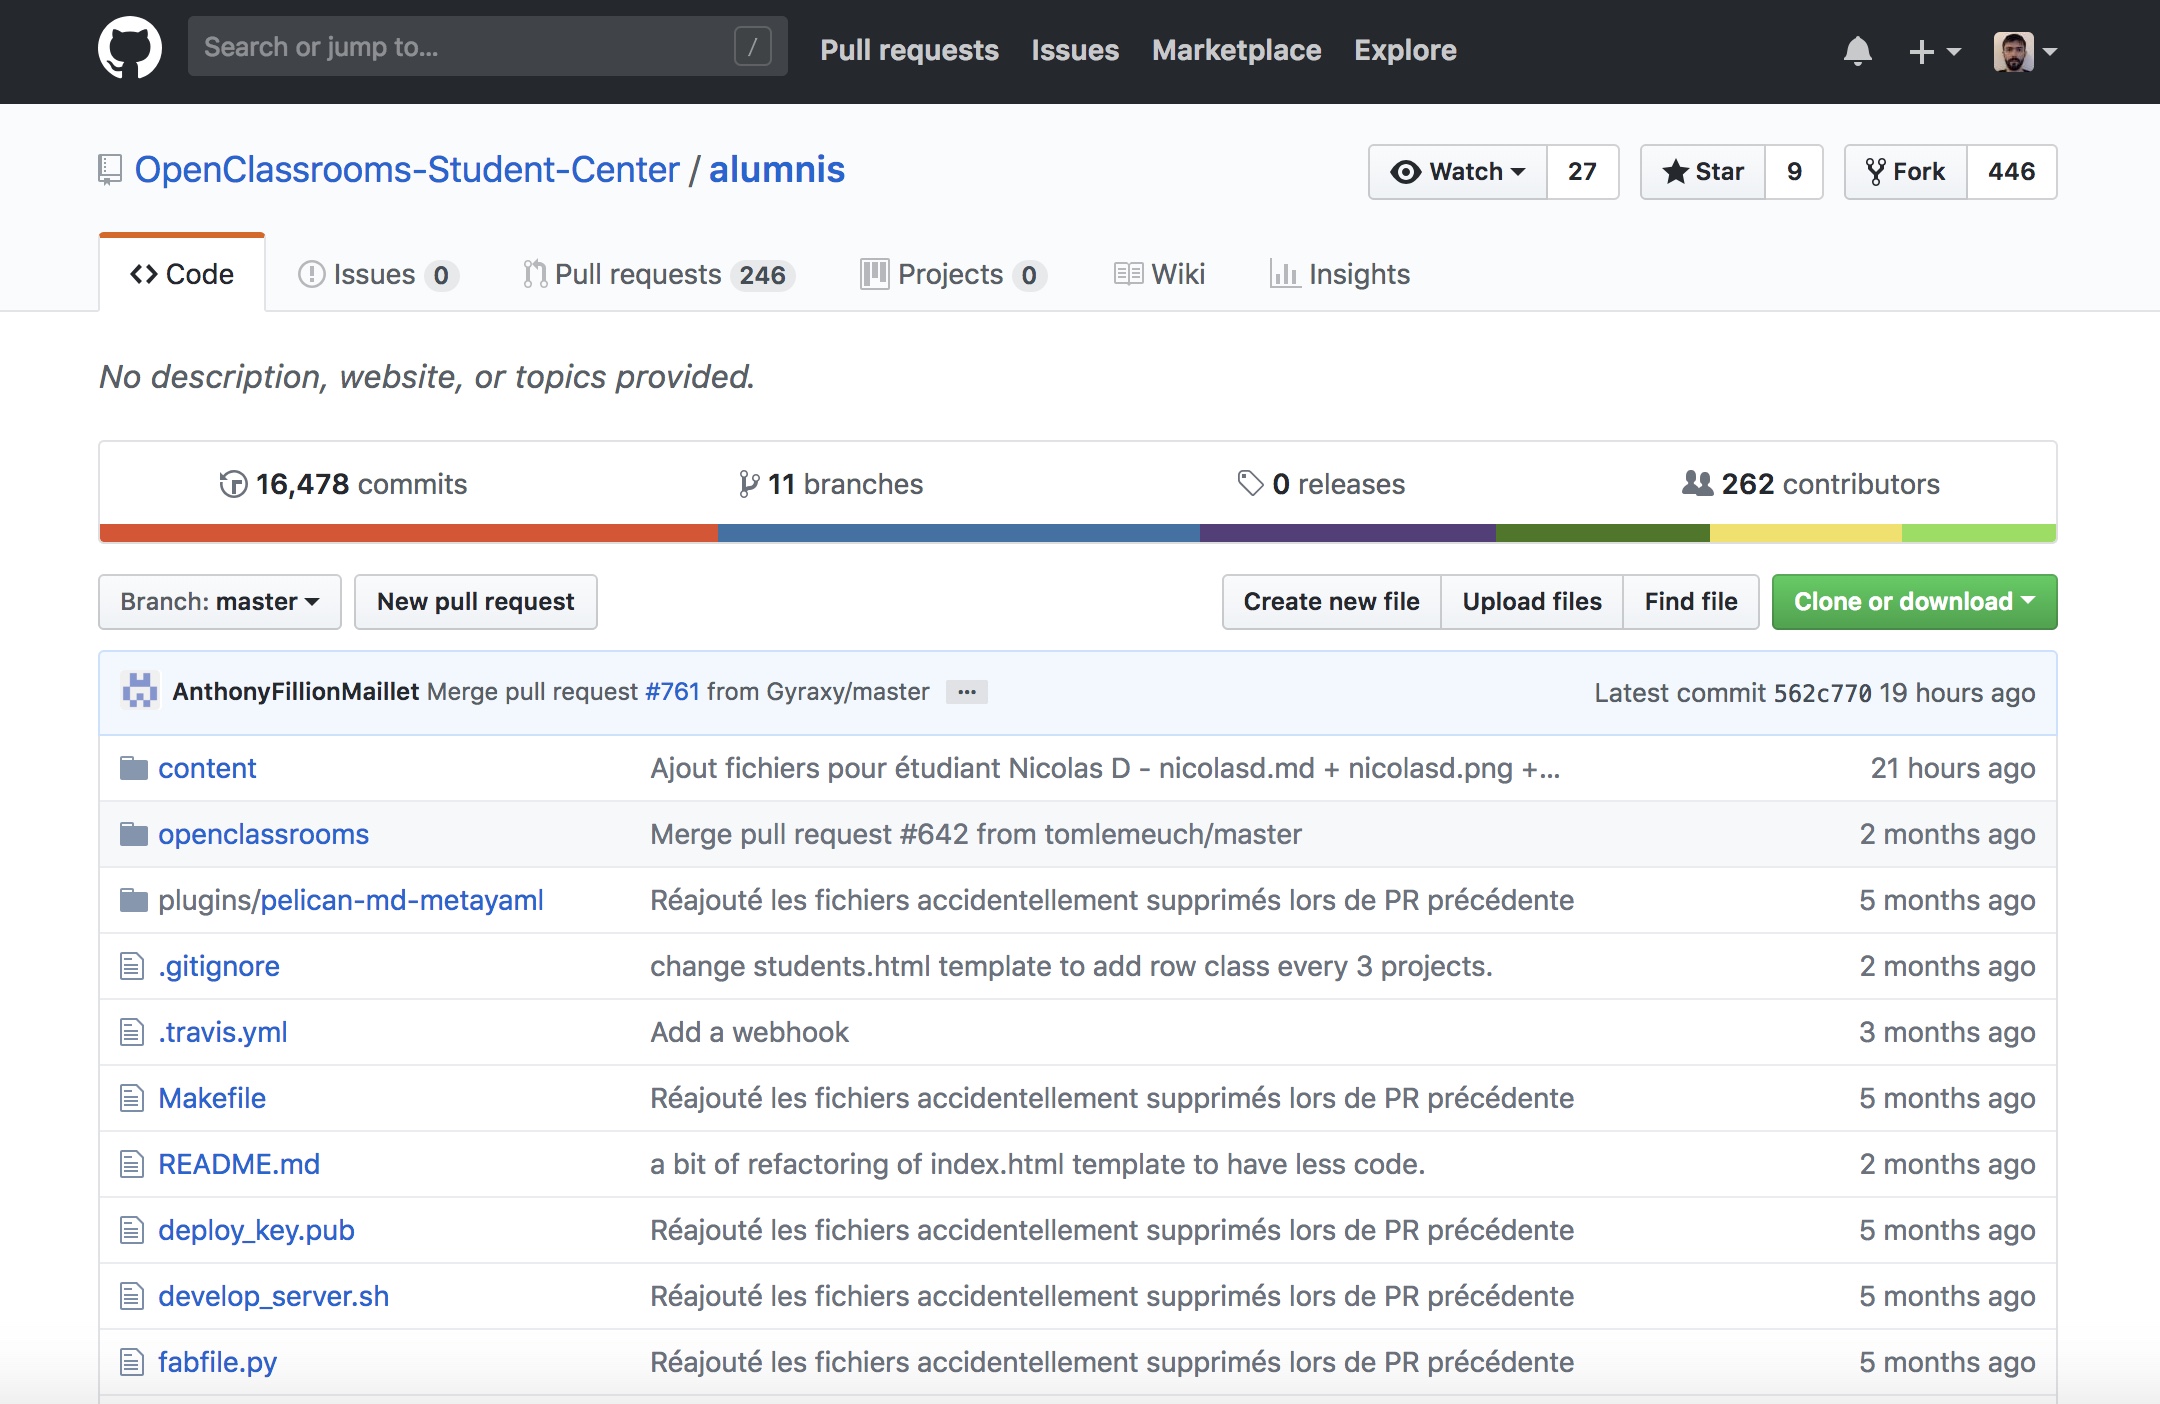 Search or jump to... / Pull requests Issues Marketplace Explore
OpenClassrooms-Student-Center / alumnis Watch 27 Star 9 Fork 446
Code Issues 0 Pull requests 246 Projects 0 Wiki Insights
No description, website, or topics provided.
16,478 commits 11 branches 0 releases 262 contributors
Branch: master New pull request Create new file Upload files Find file Clone or download
AnthonyFillionMaillet Merge pull request #761 from Gyraxy/master ... Latest commit 562c770 19 hours ago
content Ajout fichiers pour étudiant Nicolas D - nicolasd.md + nicolasd.png +... 21 hours ago
openclassrooms Merge pull request #642 from tomlemeuch/master 2 months ago
plugins/pelican-md-metayaml Réajouté les fichiers accidentellement supprimés lors de PR précédente 5 months ago
.gitignore change students.html template to add row class every 3 projects. 2 months ago
.travis.yml Add a webhook 3 months ago
Makefile Réajouté les fichiers accidentellement supprimés lors de PR précédente 5 months ago
README.md a bit of refactoring of index.html template to have less code. 2 months ago
deploy_key.pub Réajouté les fichiers accidentellement supprimés lors de PR précédente 5 months ago
develop_server.sh Réajouté les fichiers accidentellement supprimés lors de PR précédente 5 months ago
fabfile.py Réajouté les fichiers accidentellement supprimés lors de PR précédente 5 months ago